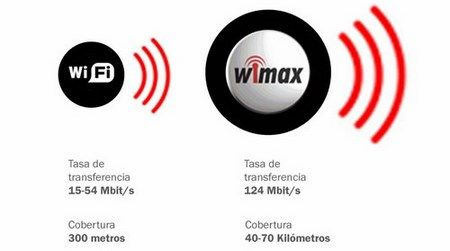 WiFi
wimax
Tasa de
transferencia
15-54 Mbit/s
Cobertura
300 metros
Tasa de
transferencia
124 Mbit/s
Cobertura
40-70 Kilómetros